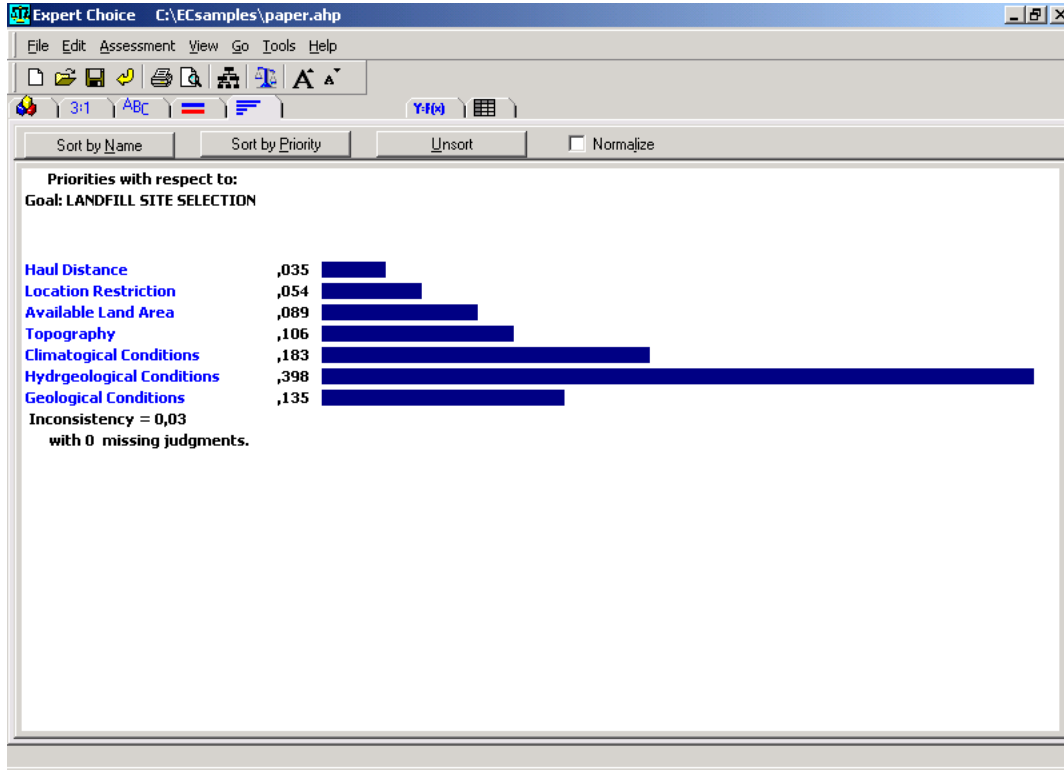 Expert Choice C:\ECsamples\paper.ahp
File Edit Assessment View Go Tools Help
A A
3:1 ABC Y=F(x)
Sort by Name Sort by Priority Unsort Normalize
Priorities with respect to:
Goal: LANDFILL SITE SELECTION
Haul Distance ,035
Location Restriction ,054
Available Land Area ,089
Topography ,106
Climatogical Conditions ,183
Hydrgeological Conditions ,398
Geological Conditions ,135
Inconsistency = 0,03
with 0 missing judgments.